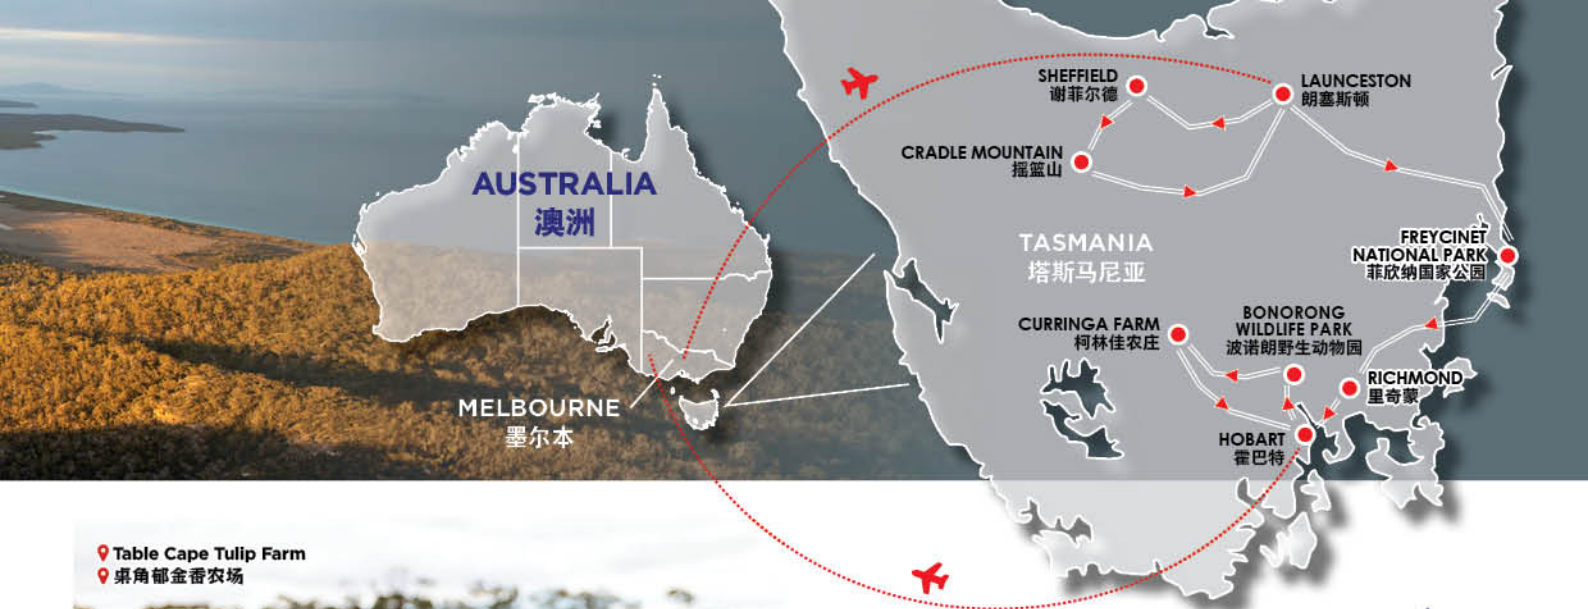 AUSTRALIA
澳洲
MELBOURNE
墨尔本
SHEFFIELD
谢菲尔德
LAUNCESTON
朗塞斯顿
CRADLE MOUNTAIN
摇篮山
TASMANIA
塔斯马尼亚
FREYCINET
NATIONAL PARK
菲欣纳国家公园
CURRINGA FARM
柯林佳农庄
BONORONG
WILDLIFE PARK
波诺朗野生动物园
RICHMOND
里奇蒙
HOBART
霍巴特
Table Cape Tulip Farm
桌角郁金香农场